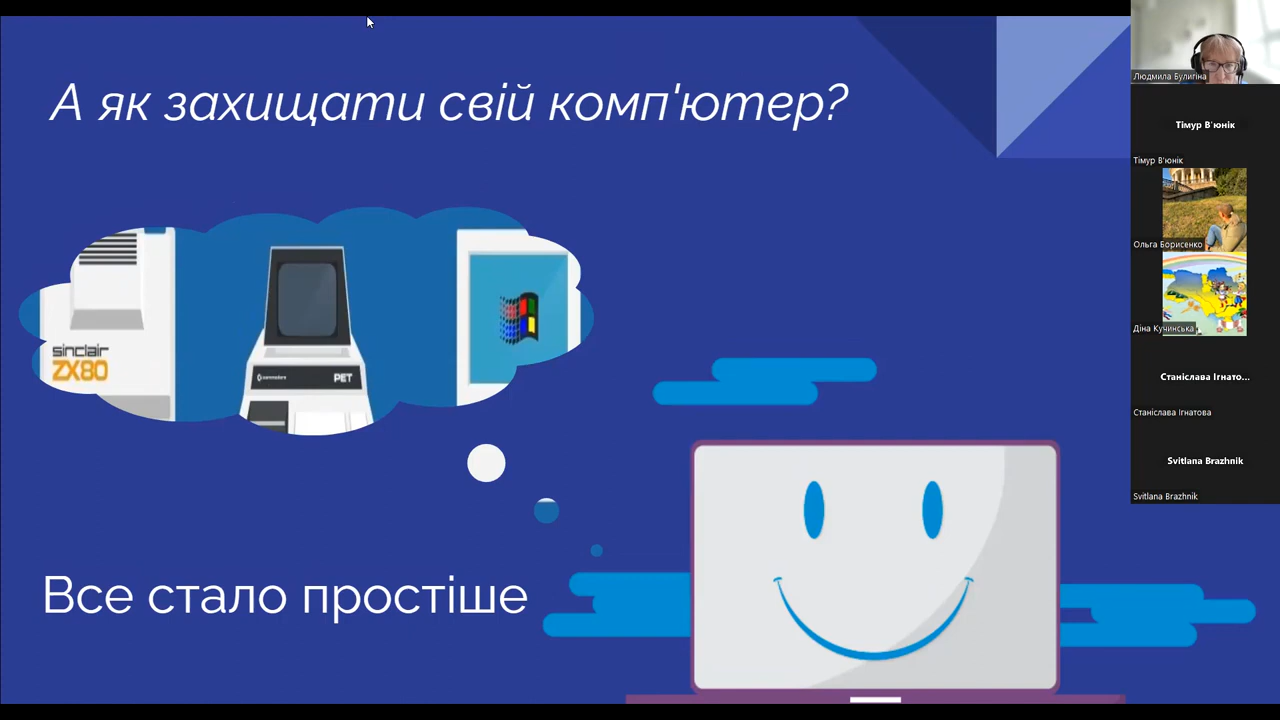 А як захищати свій комп'ютер?
sinclair
ZX80
commodore
PET
Все стало простіше
Людмила Булигіна
Тімур В'юнік
Тімур В'юнік
Ольга Борисенко
Діна Кучинська
Станіслава Ігнато...
Станіслава Ігнатова
Svitlana Brazhnik
Svitlana Brazhnik